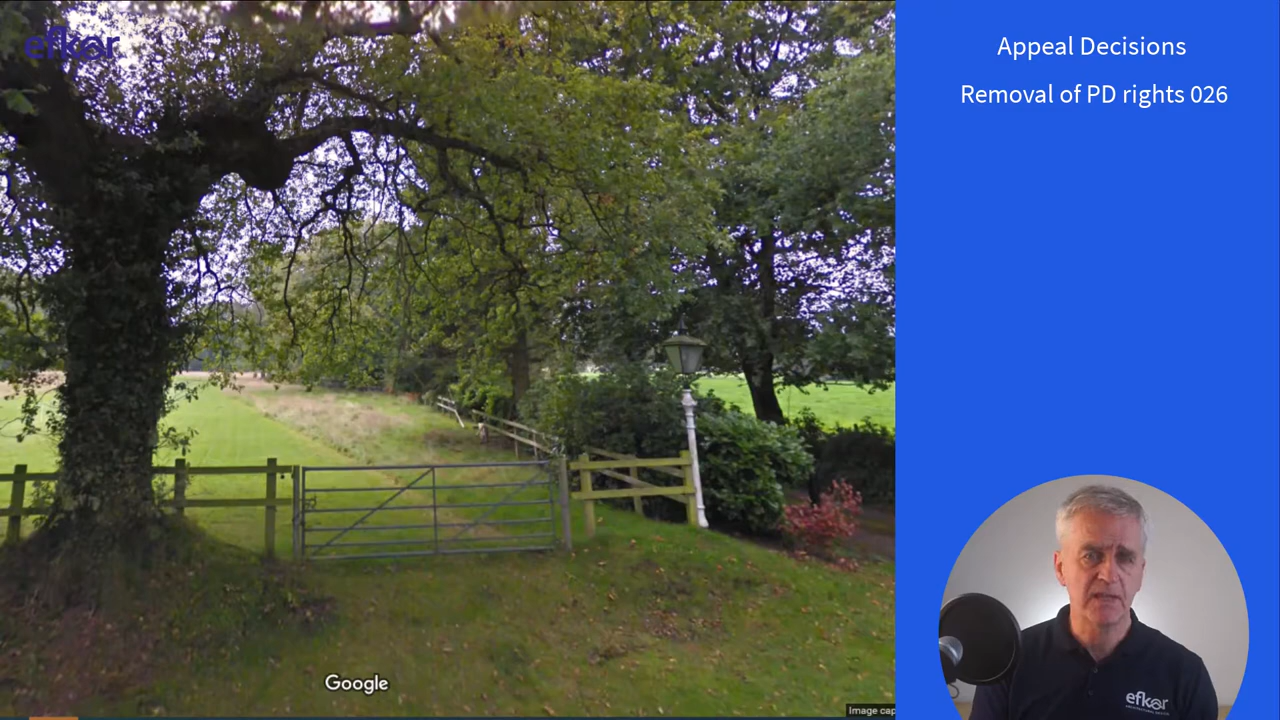 efkor
Appeal Decisions
Removal of PD rights 026
Google
Image cap
efkor